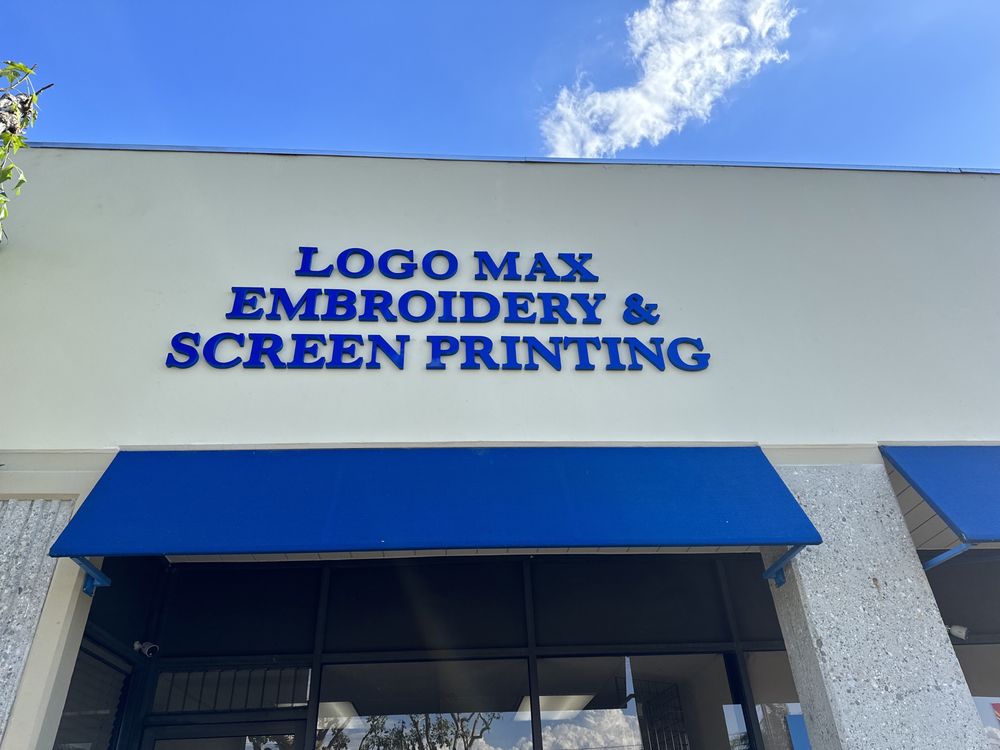 LOGO MAX
EMBROIDERY &
SCREEN PRINTING